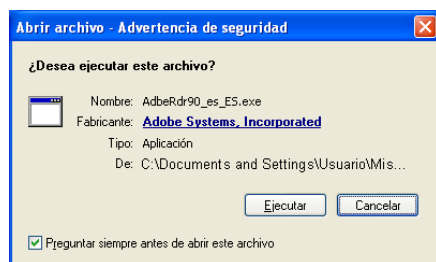 Abrir archivo - Advertencia de seguridad
¿Desea ejecutar este archivo?
Nombre: AdbeRdr90_es_ES.exe
Fabricante: Adobe Systems, Incorporated
Tipo: Aplicación
De: C:\Documents and Settings\Usuario\Mis...
Ejecutar Cancelar
Preguntar siempre antes de abrir este archivo